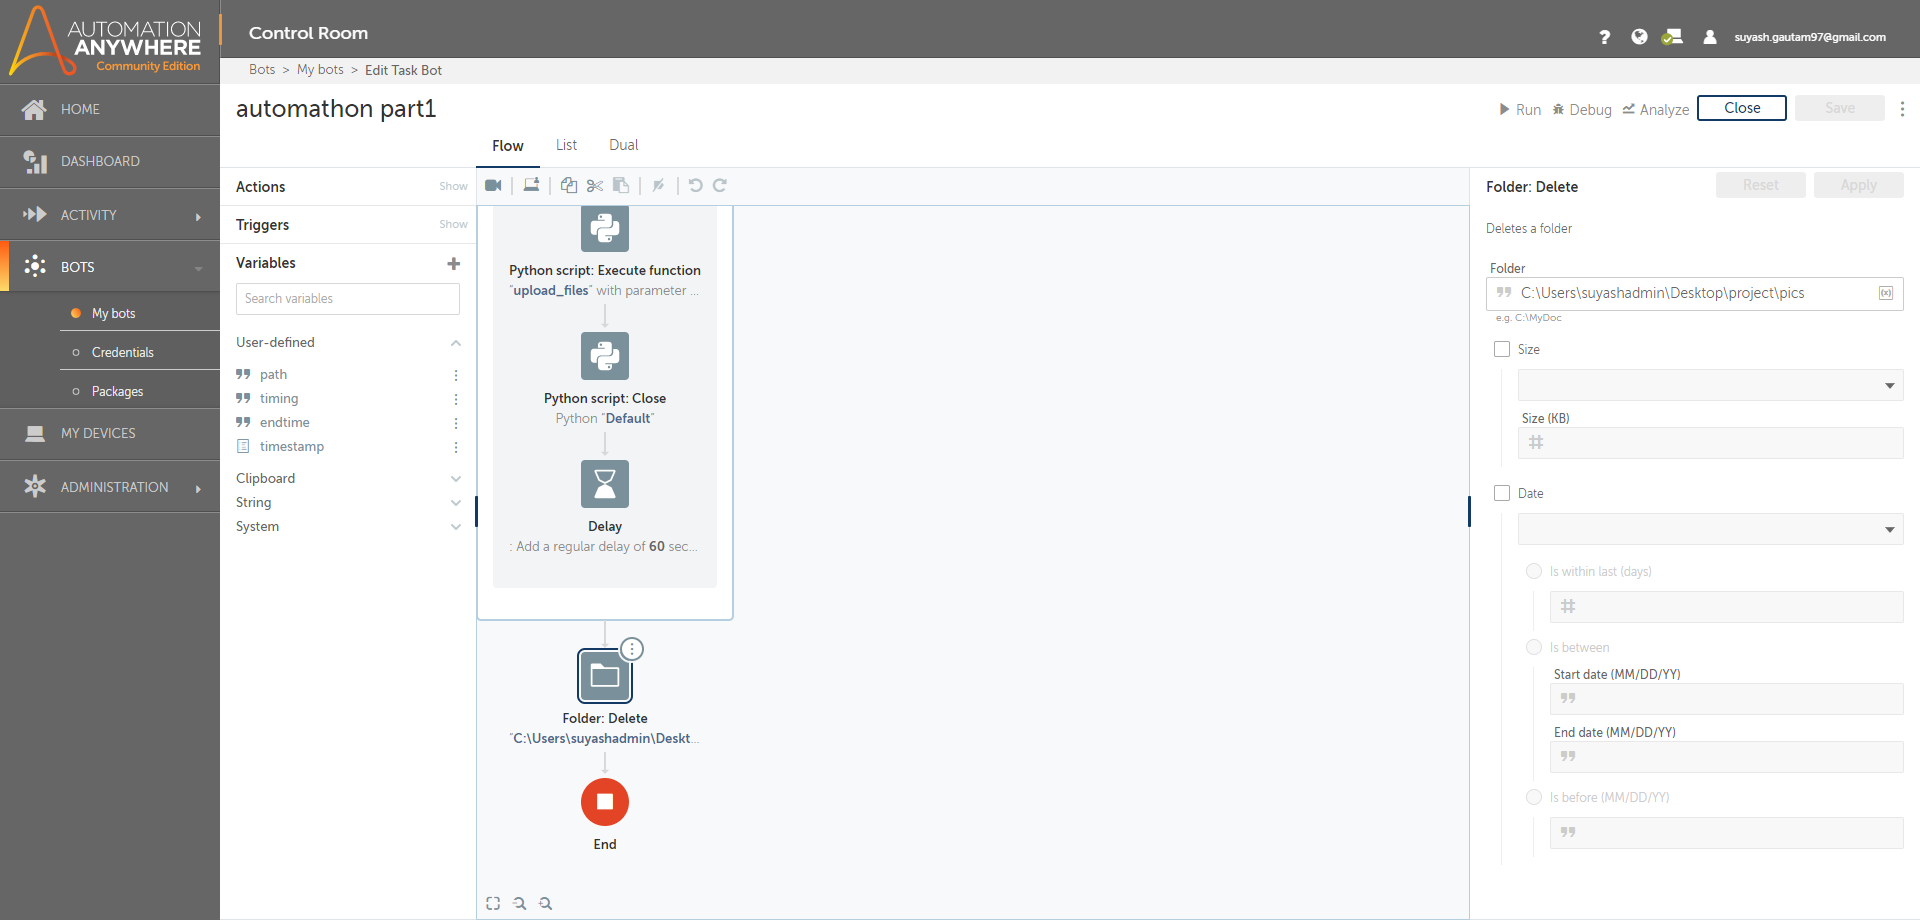 AUTOMATION
ANYWHERE
Community Edition
Control Room
suyash.gautam97@gmail.com
Bots > My bots > Edit Task Bot
HOME
DASHBOARD
ACTIVITY
BOTS
My bots
Credentials
Packages
MY DEVICES
ADMINISTRATION
automathon part1
Run Debug Analyze Close Save
Flow List Dual
Actions Show
Triggers Show
Variables
Search variables
User-defined
path
timing
endtime
timestamp
Clipboard
String
System
Python script: Execute function
"upload_files" with parameter ...
Python script: Close
Python "Default"
Delay
: Add a regular delay of 60 sec...
Folder: Delete
"C:\Users\suyashadmin\Deskt...
End
Folder: Delete
Reset Apply
Deletes a folder
Folder
C:\Users\suyashadmin\Desktop\project\pics
(x)
e.g. C:\MyDoc
Size
Size (KB)
Date
Is within last (days)
Is between
Start date (MM/DD/YY)
End date (MM/DD/YY)
Is before (MM/DD/YY)